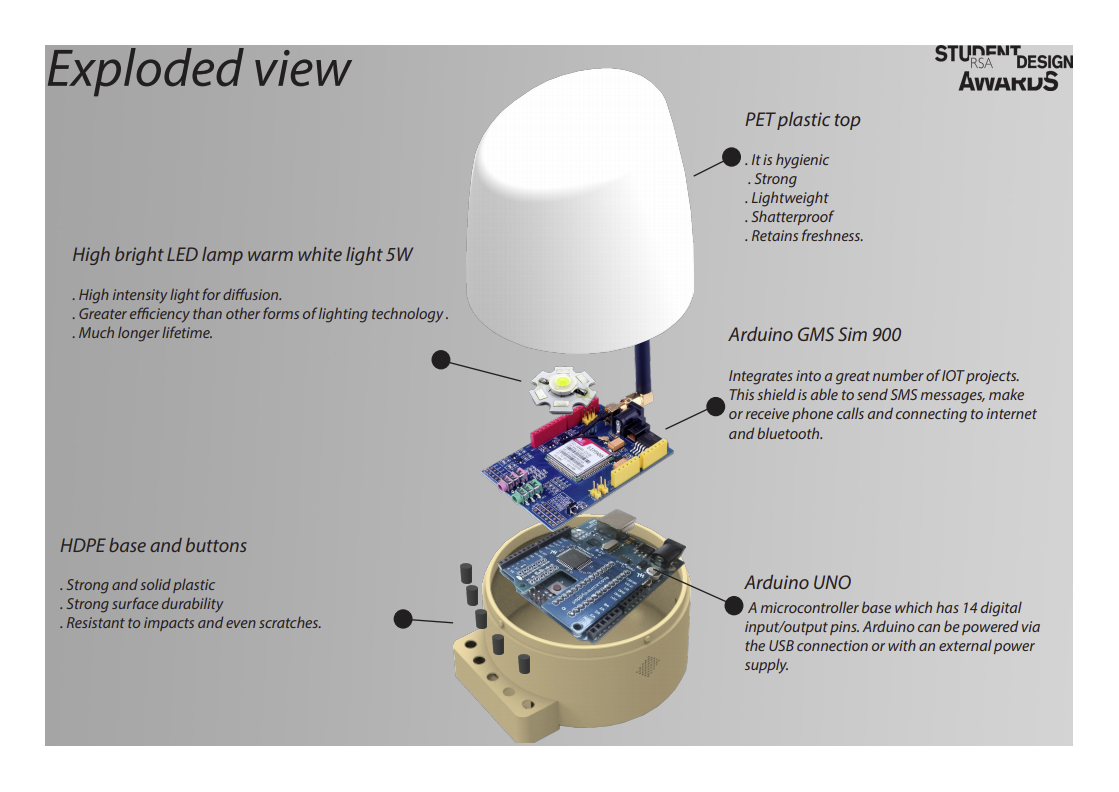 Exploded view
STUDENT
RSA DESIGN
AWARDS
PET plastic top
. It is hygienic
. Strong
. Lightweight
. Shatterproof
. Retains freshness.
High bright LED lamp warm white light 5W
. High intensity light for diffusion.
. Greater efficiency than other forms of lighting technology .
. Much longer lifetime.
Arduino GMS Sim 900
Integrates into a great number of IOT projects.
This shield is able to send SMS messages, make
or receive phone calls and connecting to internet
and bluetooth.
HDPE base and buttons
. Strong and solid plastic
. Strong surface durability
. Resistant to impacts and even scratches.
Arduino UNO
A microcontroller base which has 14 digital
input/output pins. Arduino can be powered via
the USB connection or with an external power
supply.